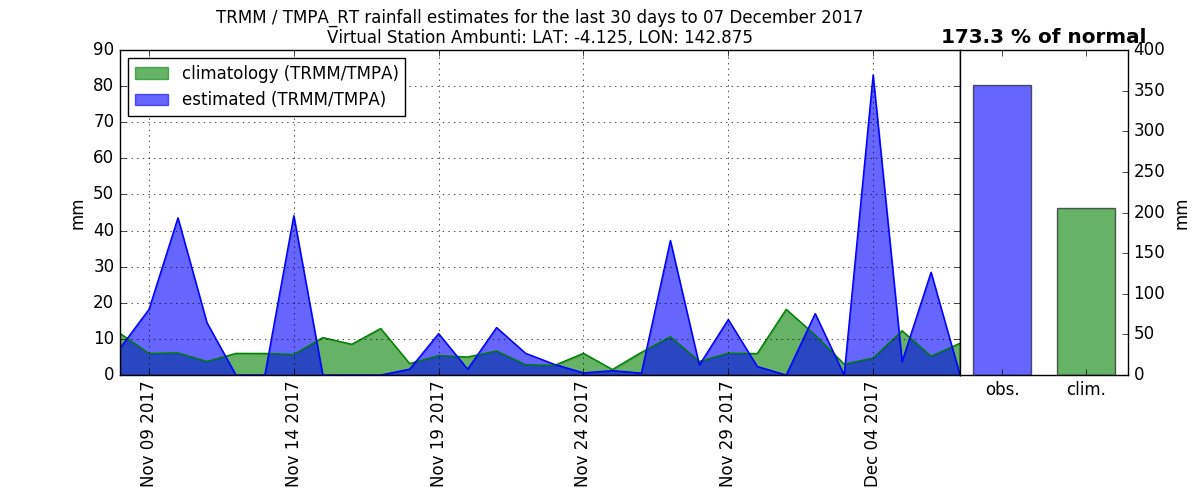 TRMM / TMPA_RT rainfall estimates for the last 30 days to 07 December 2017
Virtual Station Ambunti: LAT: -4.125, LON: 142.875
173.3 % of normal
climatology (TRMM/TMPA)
estimated (TRMM/TMPA)
90
80
70
60
50
40
30
20
10
0
mm
Nov 09 2017
Nov 14 2017
Nov 19 2017
Nov 24 2017
Nov 29 2017
Dec 04 2017
obs.
clim.
400
350
300
250
200
150
100
50
0
mm